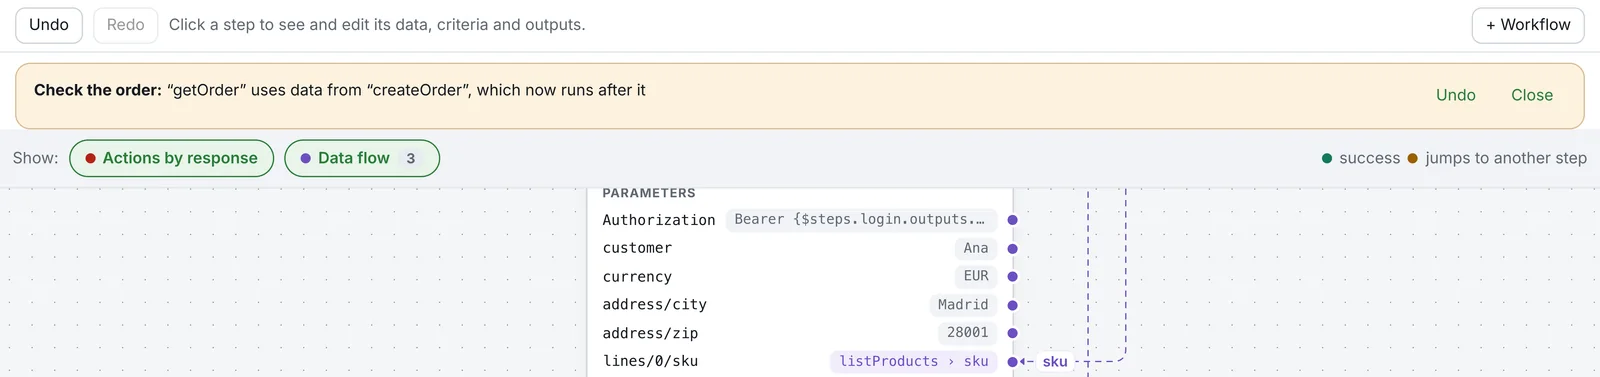 Undo Redo Click a step to see and edit its data, criteria and outputs. + Workflow
Check the order: “getOrder” uses data from “createOrder”, which now runs after it Undo Close
Show: Actions by response Data flow 3 success jumps to another step
PARAMETERS
Authorization Bearer {$steps.login.outputs.…
customer Ana
currency EUR
address/city Madrid
address/zip 28001
lines/0/sku listProducts › sku sku